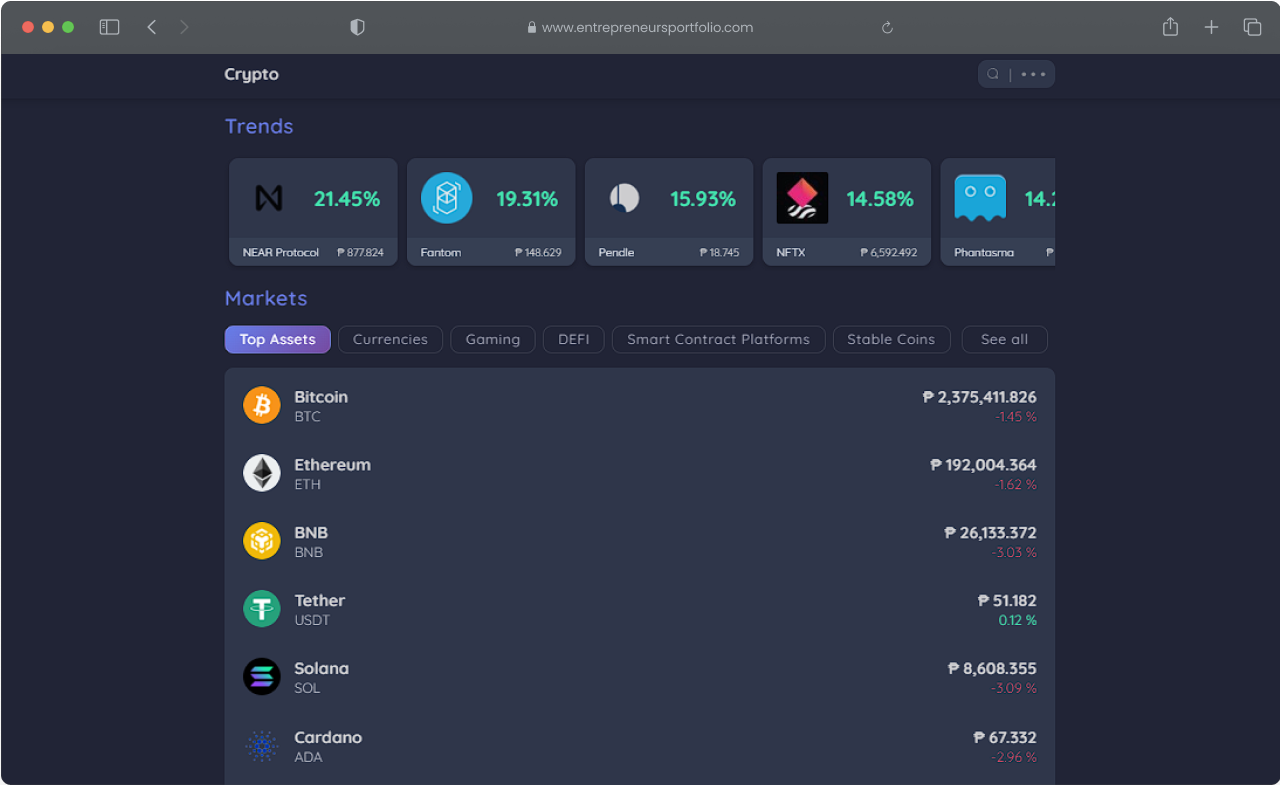 www.entrepreneursportfolio.com
Crypto
Trends
21.45%
19.31%
15.93%
14.58%
14.2
NEAR Protocol ₱ 877.824
Fantom ₱ 148.629
Pendle ₱ 18.745
NFTX ₱ 6,592.492
Phantasma ₱
Markets
Top Assets Currencies Gaming DEFI Smart Contract Platforms Stable Coins See all
Bitcoin ₱ 2,375,411.826
BTC -1.45 %
Ethereum ₱ 192,004.364
ETH -1.62 %
BNB ₱ 26,133.372
BNB -3.03 %
Tether ₱ 51.182
USDT 0.12 %
Solana ₱ 8,608.355
SOL -3.09 %
Cardano ₱ 67.332
ADA -2.96 %